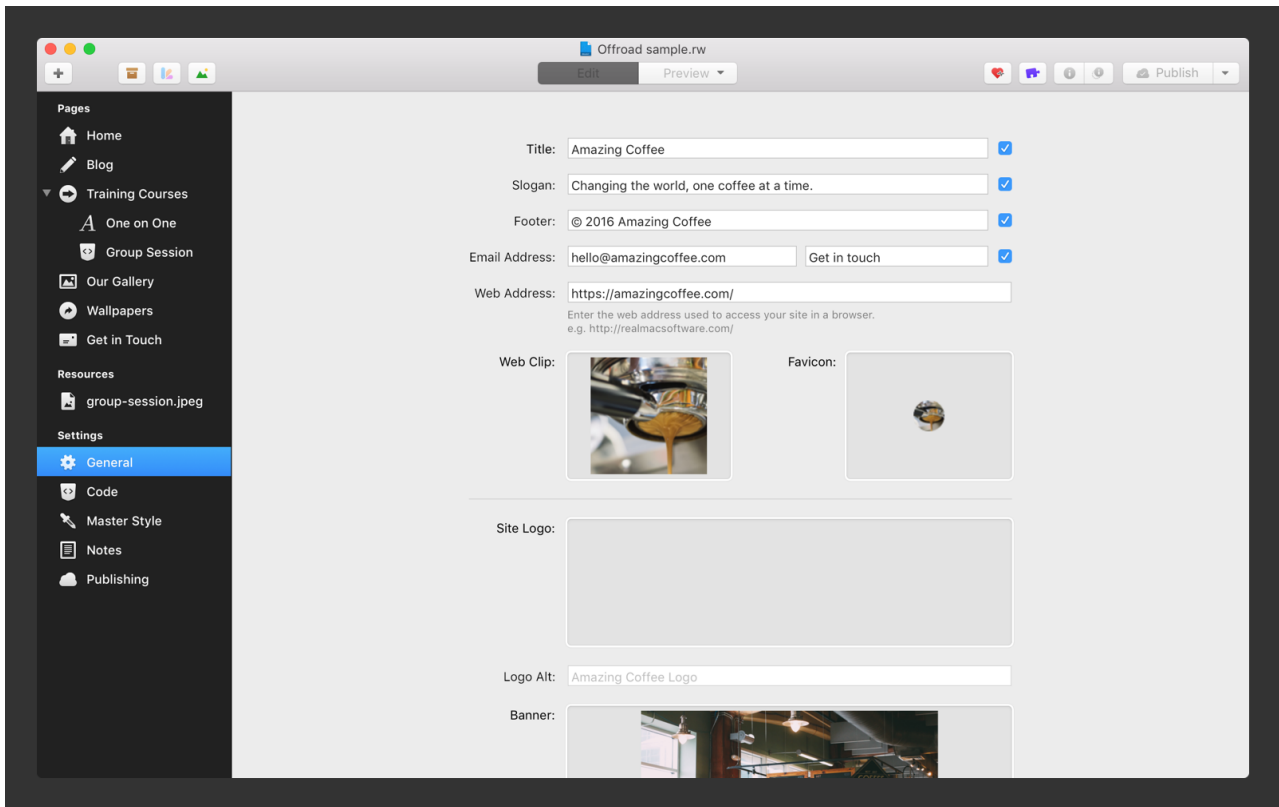 Offroad sample.rw
Edit Preview Publish
Pages
Home
Blog
Training Courses
One on One
Group Session
Our Gallery
Wallpapers
Get in Touch
Resources
group-session.jpeg
Settings
General
Code
Master Style
Notes
Publishing
Title: Amazing Coffee
Slogan: Changing the world, one coffee at a time.
Footer: © 2016 Amazing Coffee
Email Address: hello@amazingcoffee.com Get in touch
Web Address: https://amazingcoffee.com/
Enter the web address used to access your site in a browser.
e.g. http://realmacsoftware.com/
Web Clip: Favicon:
Site Logo:
Logo Alt: Amazing Coffee Logo
Banner: